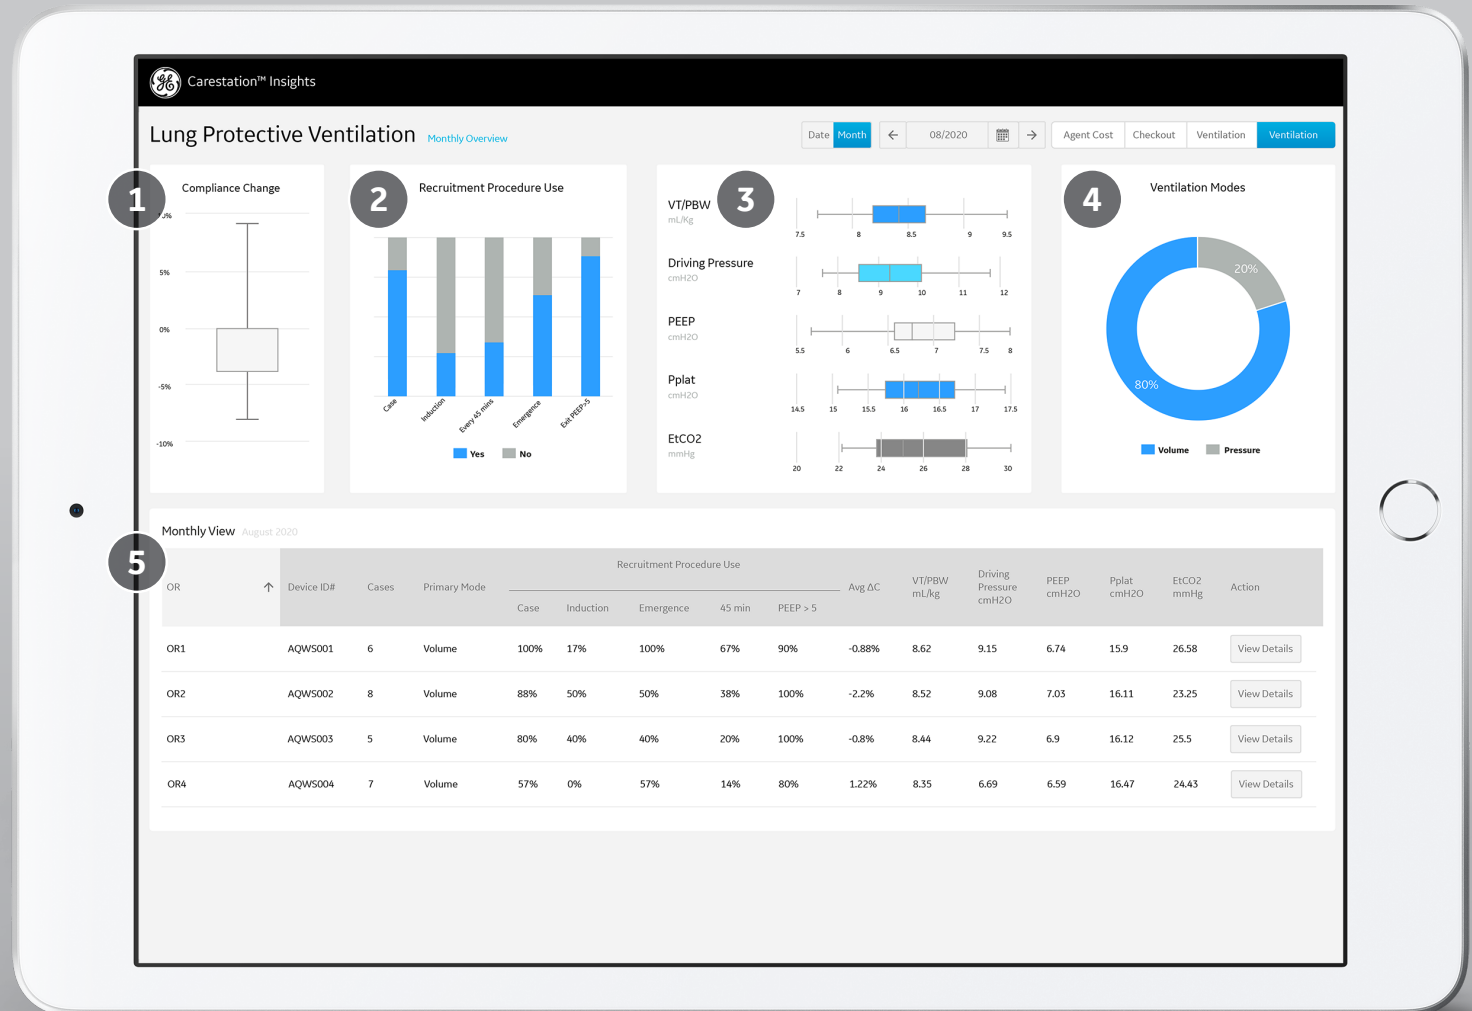 Carestation™ Insights
Lung Protective Ventilation Monthly Overview
Date Month 08/2020 Agent Cost Checkout Ventilation Ventilation
1 Compliance Change
5%
0%
-5%
-10%
2 Recruitment Procedure Use
Case Induction Every 45 mins Emergence Exit PEEP>5
Yes No
3
VT/PBW
mL/Kg
7.5 8 8.5 9 9.5
Driving Pressure
cmH2O
7 8 9 10 11 12
PEEP
cmH2O
5.5 6 6.5 7 7.5 8
Pplat
cmH2O
14.5 15 15.5 16 16.5 17 17.5
EtCO2
mmHg
20 22 24 26 28 30
4 Ventilation Modes
20%
80%
Volume Pressure
Monthly View August 2020
5
Recruitment Procedure Use
OR Device ID# Cases Primary Mode Case Induction Emergence 45 min PEEP > 5 Avg ΔC VT/PBW mL/kg Driving Pressure cmH2O PEEP cmH2O Pplat cmH2O EtCO2 mmHg Action
OR1 AQWS001 6 Volume 100% 17% 100% 67% 90% -0.88% 8.62 9.15 6.74 15.9 26.58 View Details
OR2 AQWS002 8 Volume 88% 50% 50% 38% 100% -2.2% 8.52 9.08 7.03 16.11 23.25 View Details
OR3 AQWS003 5 Volume 80% 40% 40% 20% 100% -0.8% 8.44 9.22 6.9 16.12 25.5 View Details
OR4 AQWS004 7 Volume 57% 0% 57% 14% 80% 1.22% 8.35 6.69 6.59 16.47 24.43 View Details